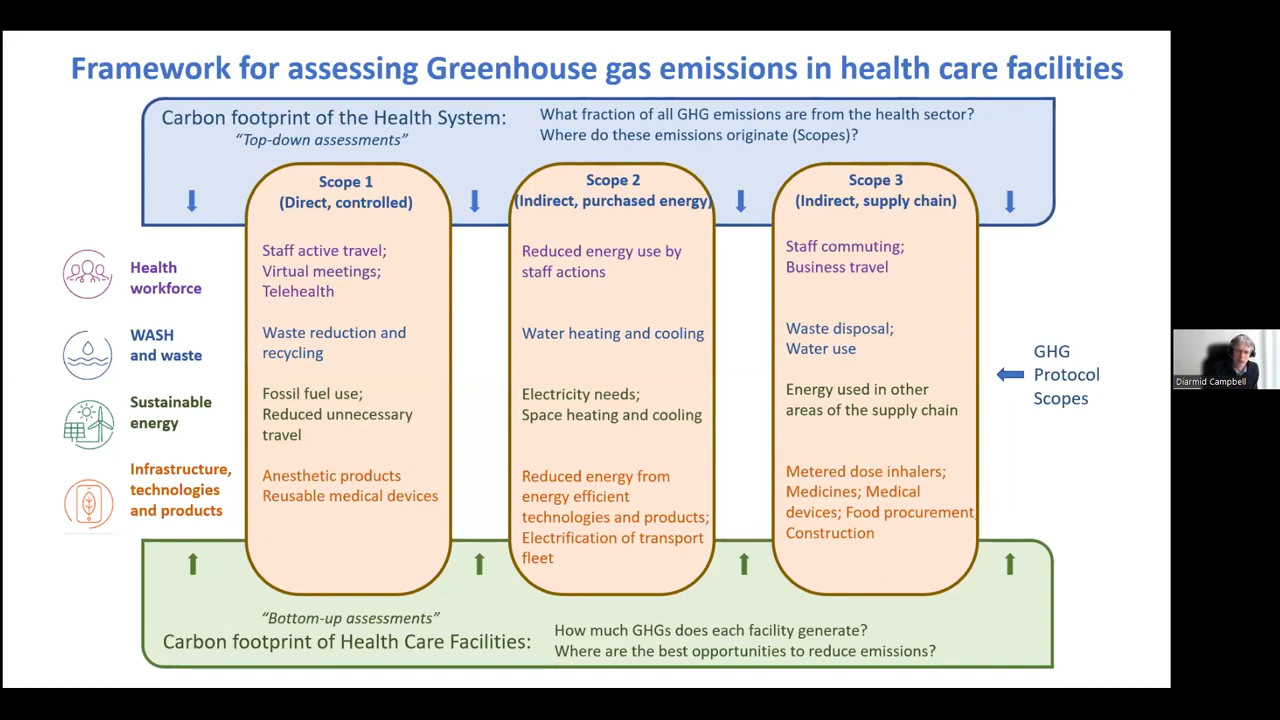 Framework for assessing Greenhouse gas emissions in health care facilities
Carbon footprint of the Health System:
"Top-down assessments"
What fraction of all GHG emissions are from the health sector?
Where do these emissions originate (Scopes)?
Scope 1
(Direct, controlled)
Scope 2
(Indirect, purchased energy)
Scope 3
(Indirect, supply chain)
Health
workforce
Staff active travel;
Virtual meetings;
Telehealth
Reduced energy use by
staff actions
Staff commuting;
Business travel
WASH
and waste
Waste reduction and
recycling
Water heating and cooling
Waste disposal;
Water use
Sustainable
energy
Fossil fuel use;
Reduced unnecessary
travel
Electricity needs;
Space heating and cooling
Energy used in other
areas of the supply chain
Infrastructure,
technologies
and products
Anesthetic products
Reusable medical devices
Reduced energy from
energy efficient
technologies and products;
Electrification of transport
fleet
Metered dose inhalers;
Medicines; Medical
devices; Food procurement;
Construction
GHG
Protocol
Scopes
Diarmid Campbell
"Bottom-up assessments"
Carbon footprint of Health Care Facilities:
How much GHGs does each facility generate?
Where are the best opportunities to reduce emissions?